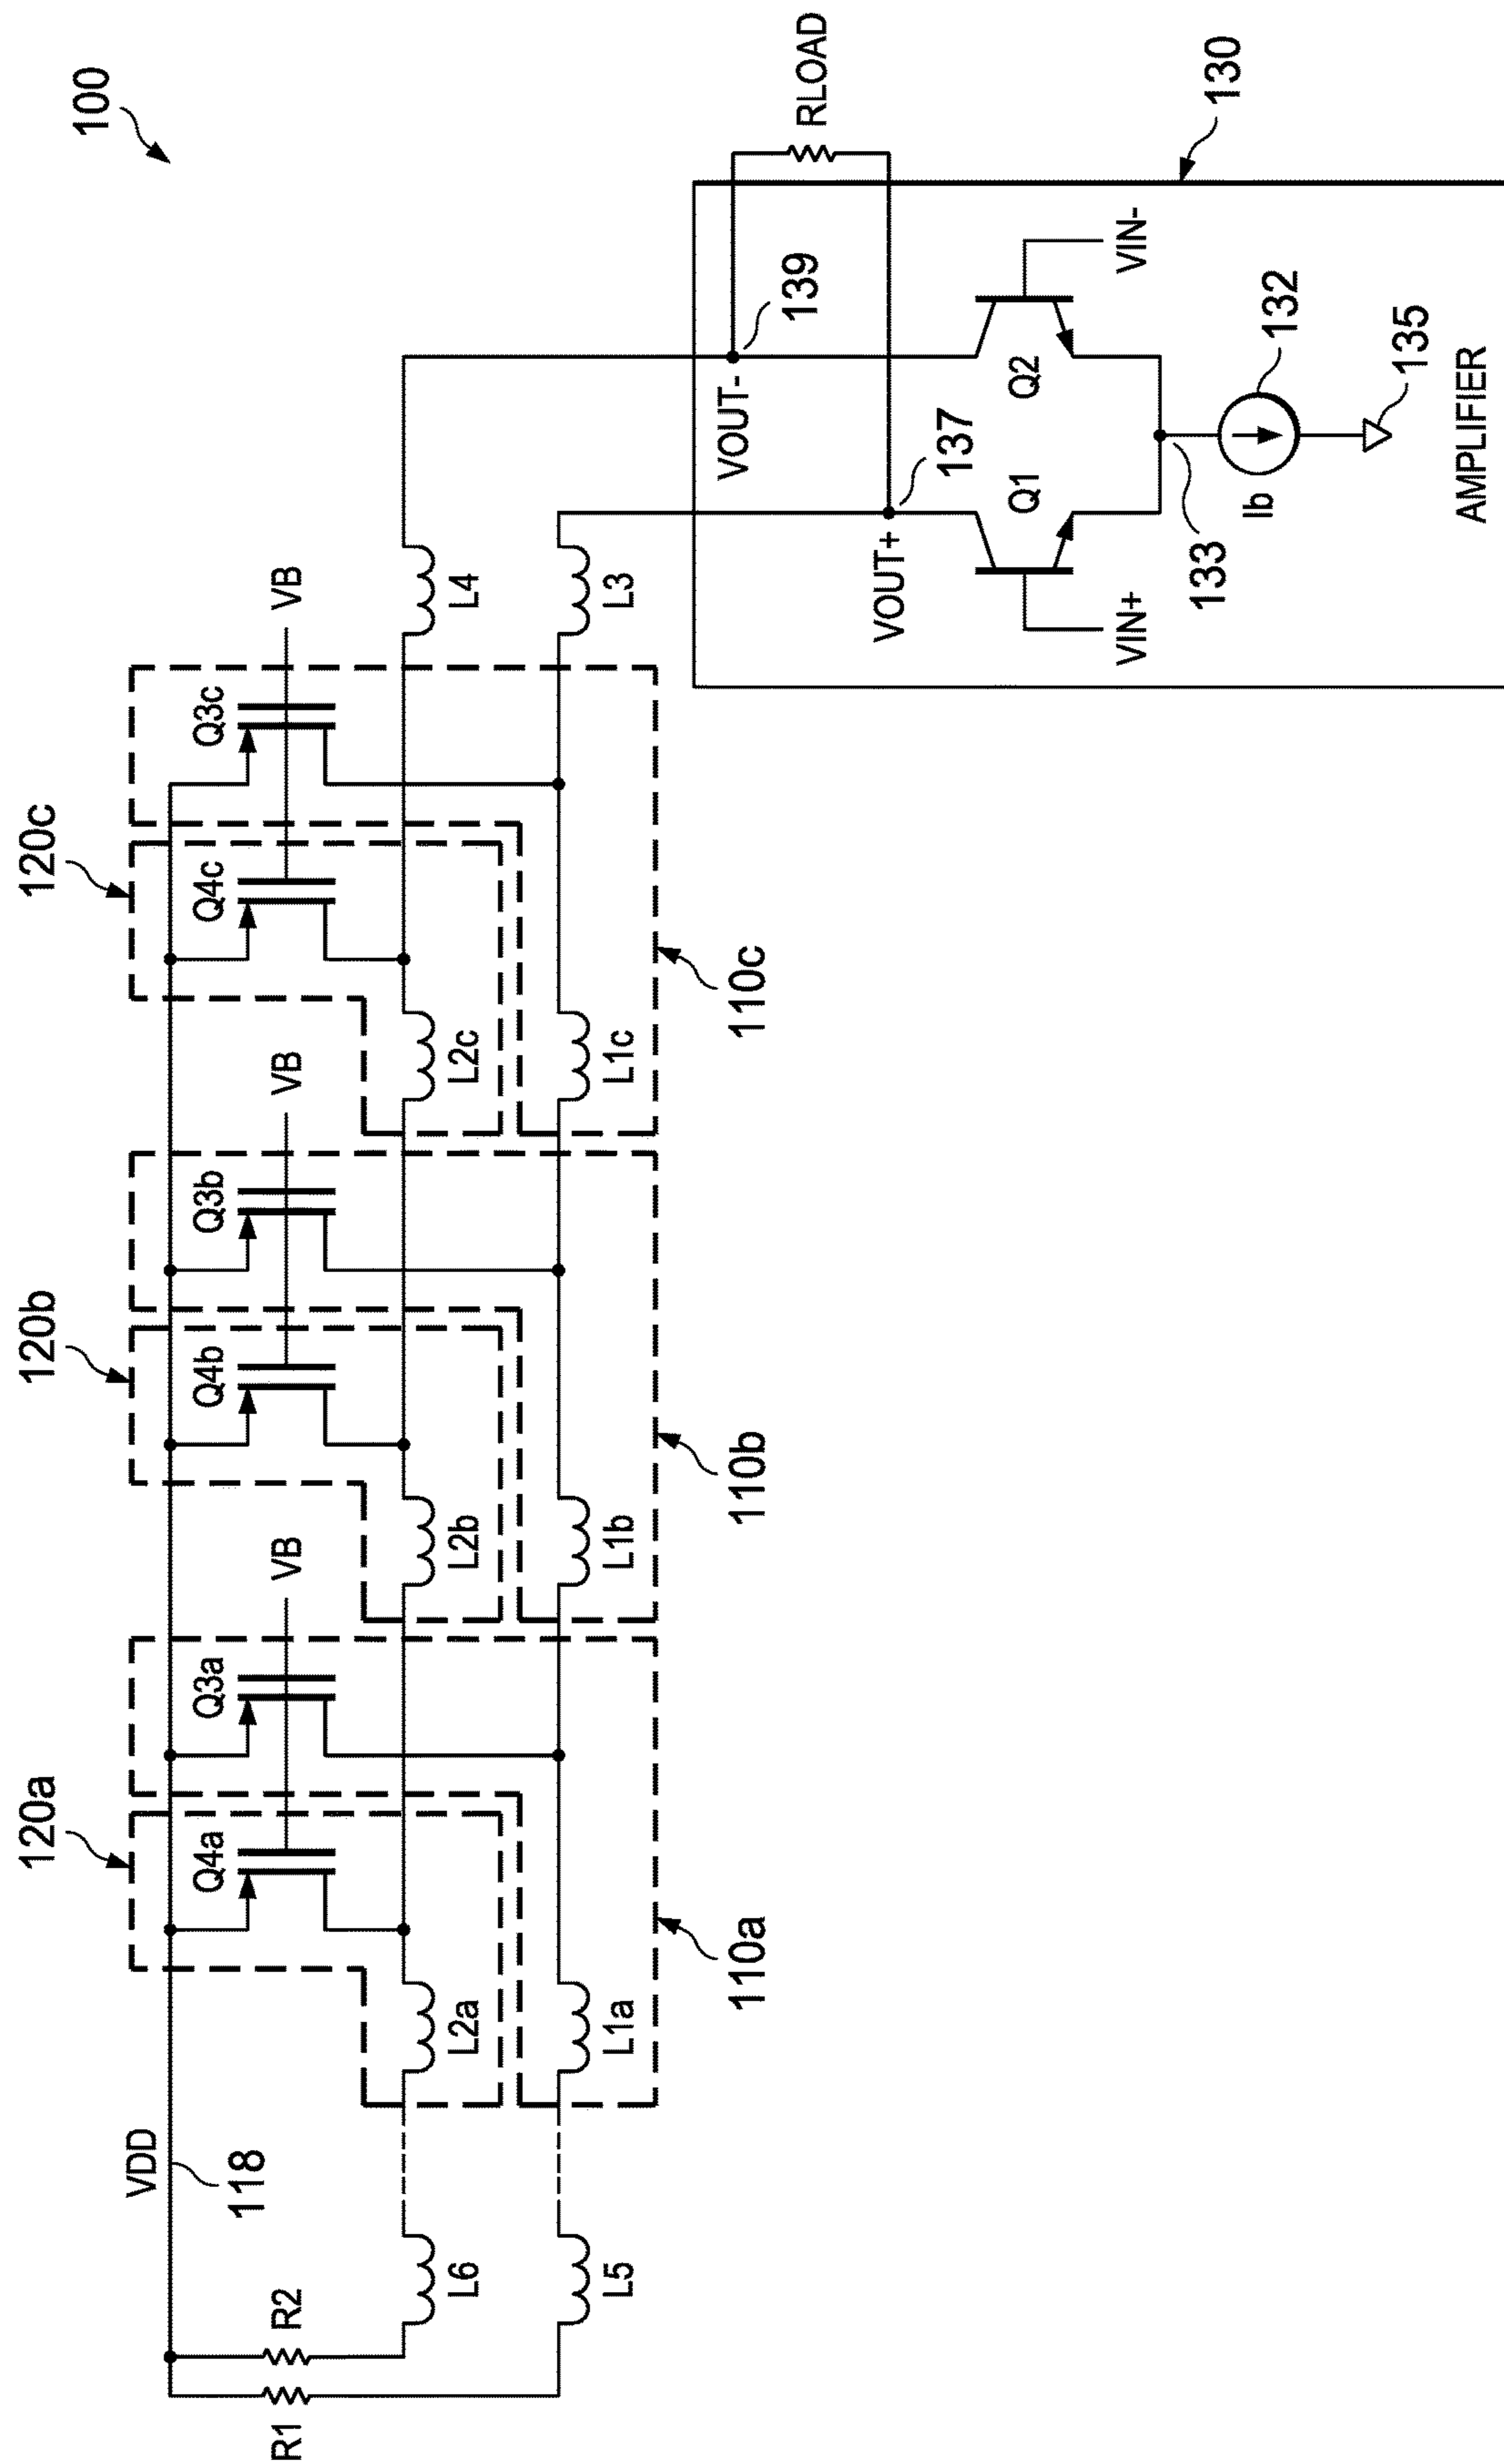 100
120a
120b
120c
VDD
118
Q4a
Q3a
VB
Q4b
Q3b
VB
Q4c
Q3c
VB
R1
R2
L6
L2a
L2b
L2c
L4
L5
L1a
L1b
L1c
L3
110a
110b
110c
VOUT-
139
RLOAD
VOUT+
137
130
Q1
Q2
VIN+
VIN-
133
Ib
132
135
AMPLIFIER